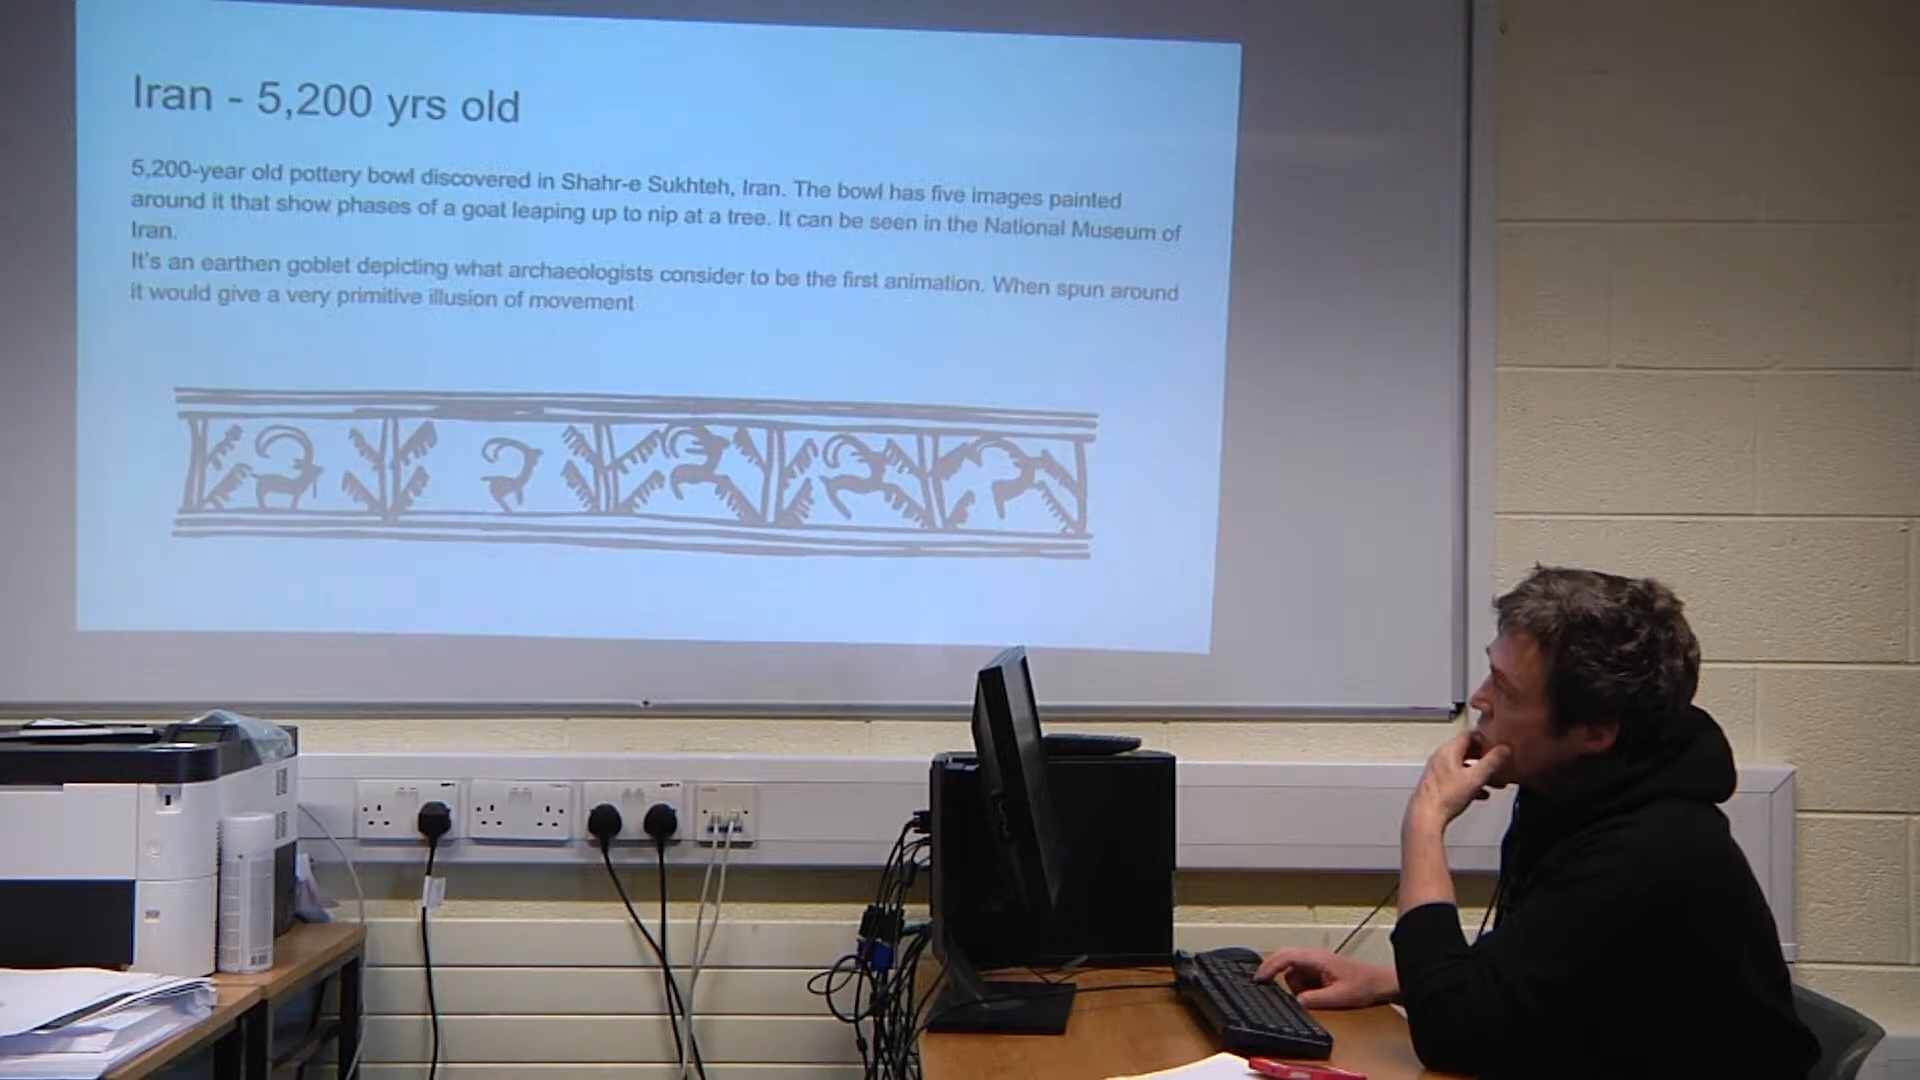 Iran - 5,200 yrs old
5,200-year old pottery bowl discovered in Shahr-e Sukhteh, Iran. The bowl has five images painted
around it that show phases of a goat leaping up to nip at a tree. It can be seen in the National Museum of
Iran.
It's an earthen goblet depicting what archaeologists consider to be the first animation. When spun around
it would give a very primitive illusion of movement